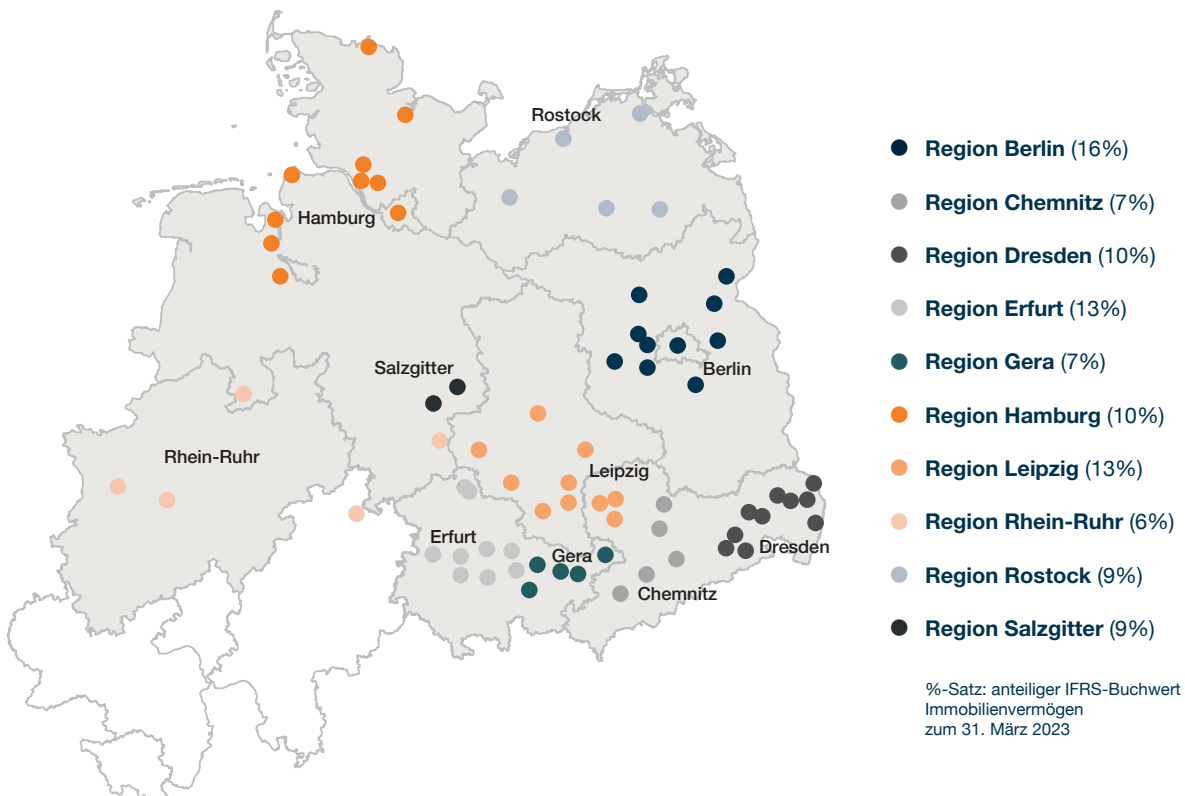 Rostock
Hamburg
Salzgitter
Berlin
Rhein-Ruhr
Leipzig
Erfurt
Gera
Dresden
Chemnitz
Region Berlin (16%)
Region Chemnitz (7%)
Region Dresden (10%)
Region Erfurt (13%)
Region Gera (7%)
Region Hamburg (10%)
Region Leipzig (13%)
Region Rhein-Ruhr (6%)
Region Rostock (9%)
Region Salzgitter (9%)
%-Satz: anteiliger IFRS-Buchwert
Immobilienvermögen
zum 31. März 2023